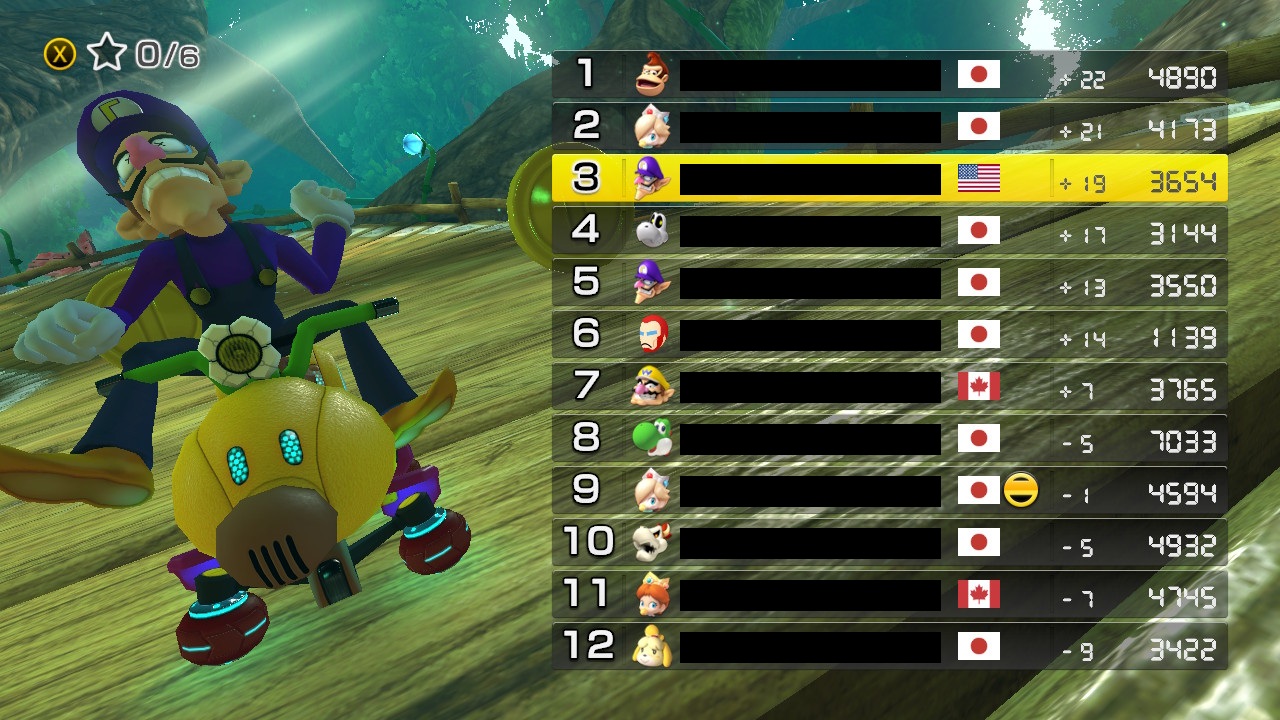 X 0/6
1 + 22 4890
2 + 21 4173
3 + 19 3654
4 + 17 3144
5 + 13 3550
6 + 14 1139
7 + 7 3765
8 - 5 7033
9 - 1 4594
10 - 5 4932
11 - 7 4745
12 - 9 3422